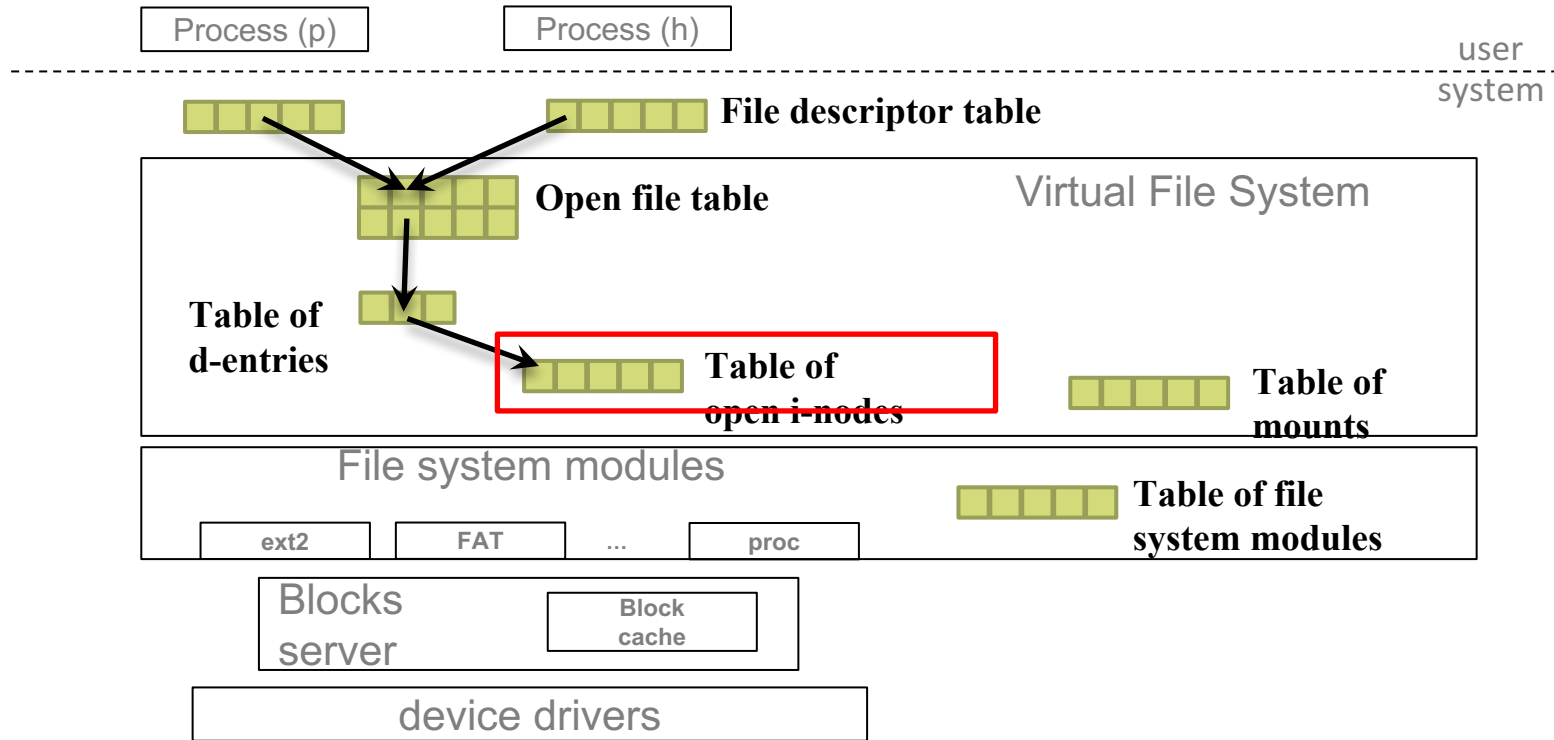 Process (p)
Process (h)
user
system
File descriptor table
Open file table
Virtual File System
Table of
d-entries
Table of
open i-nodes
Table of
mounts
File system modules
Table of file
system modules
ext2
FAT
...
proc
Blocks
server
Block
cache
device drivers